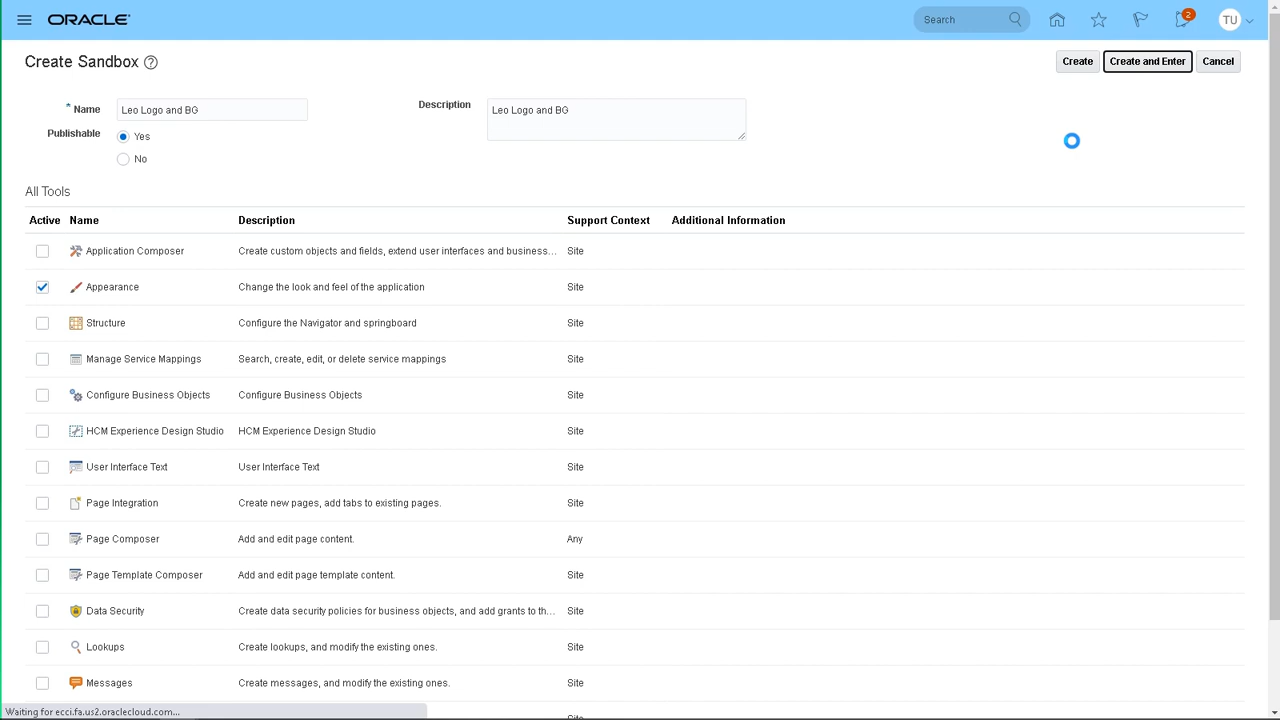 ORACLE
Search
2
TU
Create Sandbox ?
Create
Create and Enter
Cancel
* Name
Leo Logo and BG
Description
Leo Logo and BG
Publishable
Yes
No
All Tools
Active Name Description Support Context Additional Information
Application Composer Create custom objects and fields, extend user interfaces and business... Site
Appearance Change the look and feel of the application Site
Structure Configure the Navigator and springboard Site
Manage Service Mappings Search, create, edit, or delete service mappings Site
Configure Business Objects Configure Business Objects Site
HCM Experience Design Studio HCM Experience Design Studio Site
User Interface Text User Interface Text Site
Page Integration Create new pages, add tabs to existing pages. Site
Page Composer Add and edit page content. Any
Page Template Composer Add and edit page template content. Site
Data Security Create data security policies for business objects, and add grants to th... Site
Lookups Create lookups, and modify the existing ones. Site
Messages Create messages, and modify the existing ones. Site
Waiting for ecci.fa.us2.oraclecloud.com...